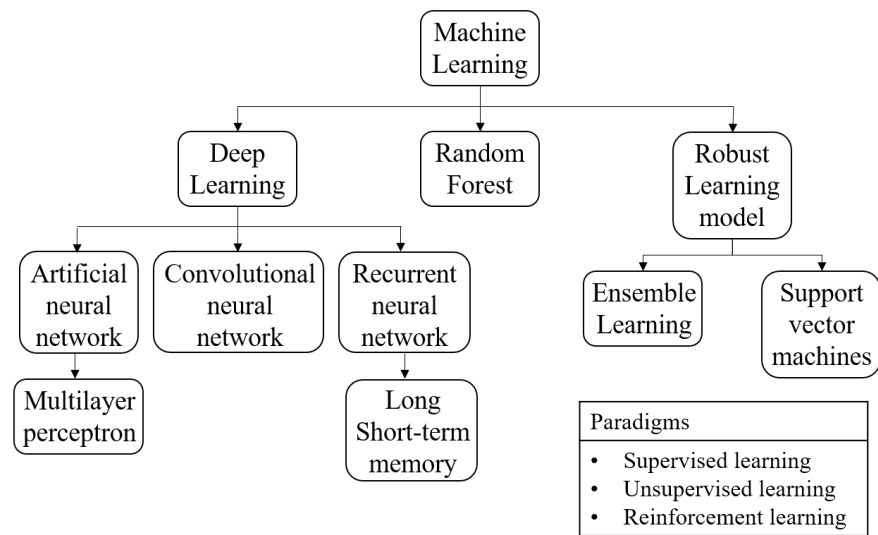 Machine
Learning
Deep
Learning
Random
Forest
Robust
Learning
model
Artificial
neural
network
Convolutional
neural
network
Recurrent
neural
network
Ensemble
Learning
Support
vector
machines
Multilayer
perceptron
Long
Short-term
memory
Paradigms
• Supervised learning
• Unsupervised learning
• Reinforcement learning